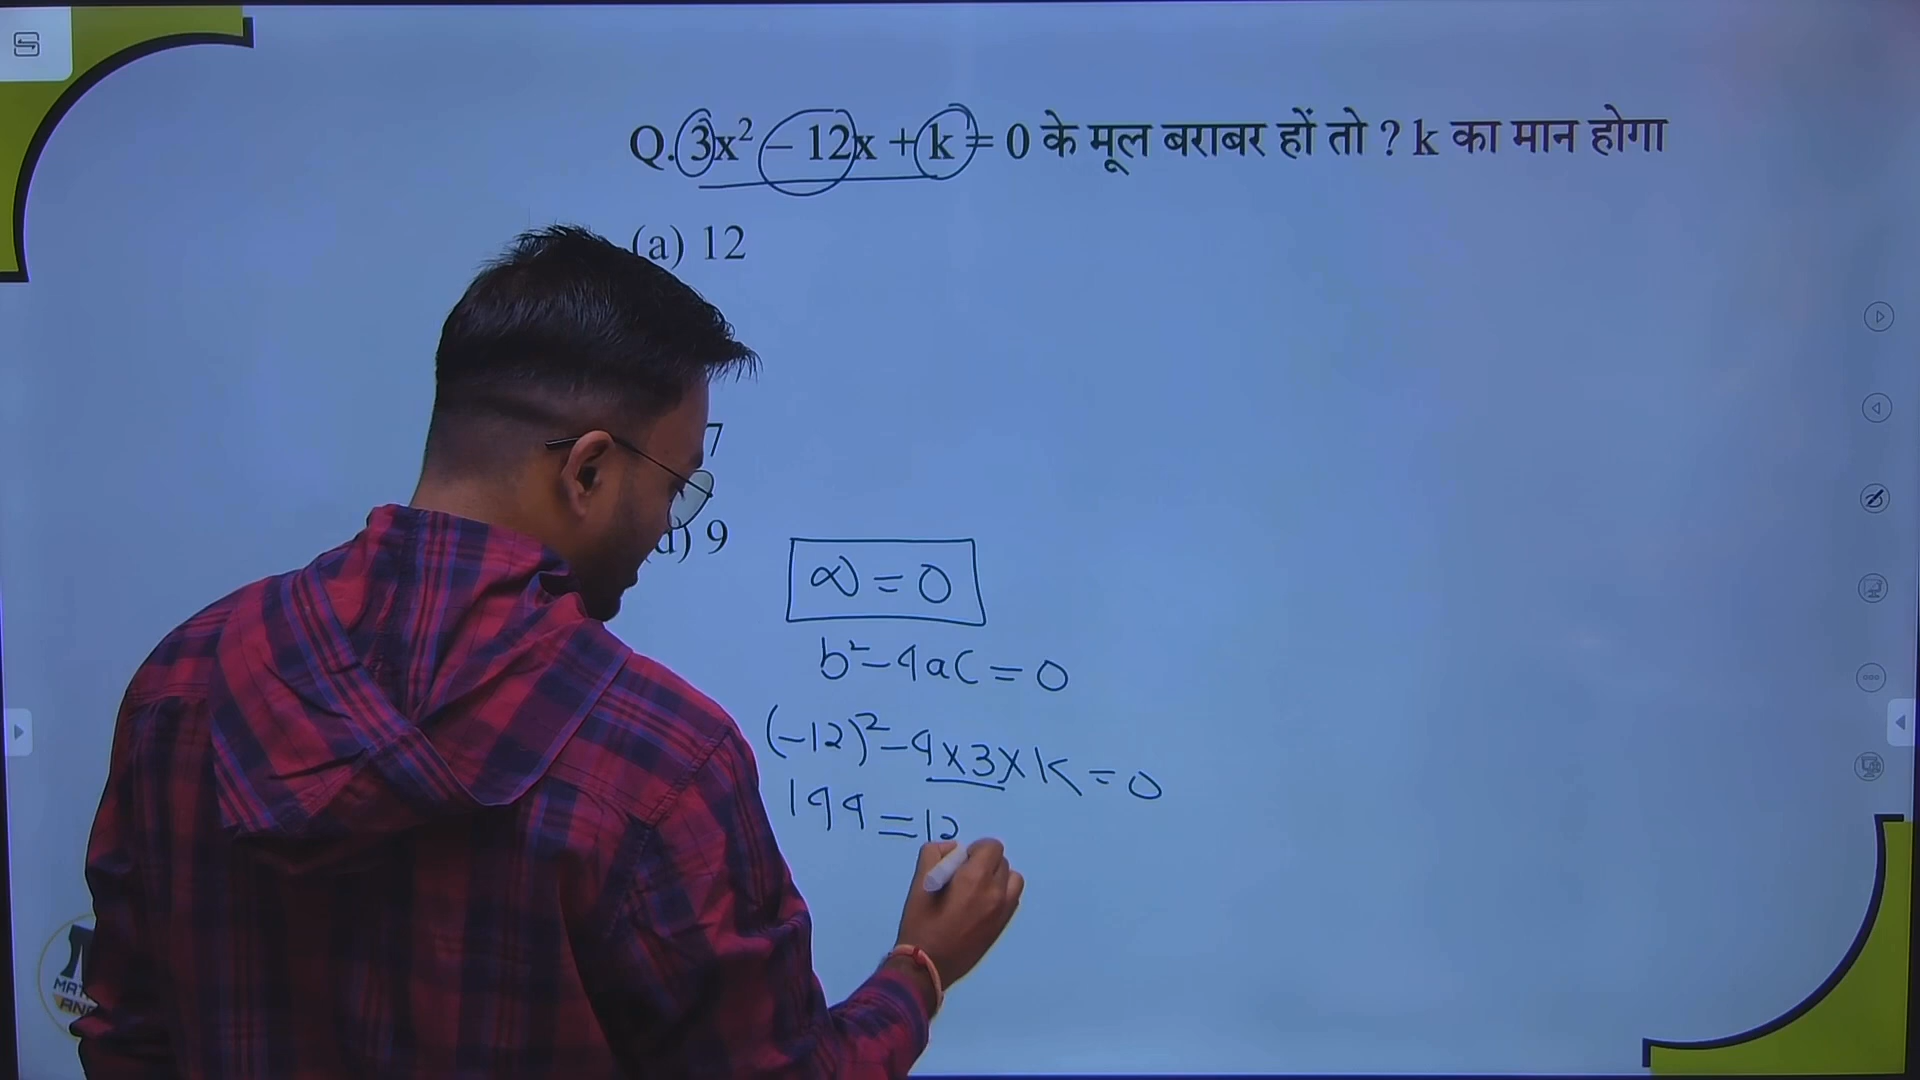 Q. 3x² – 12x + k = 0 के मूल बराबर हों तो ? k का मान होगा
(a) 12
7
d) 9
∞ = 0
b² – 4ac = 0
(–12)² – 4 × 3 × K = 0
144 = 12